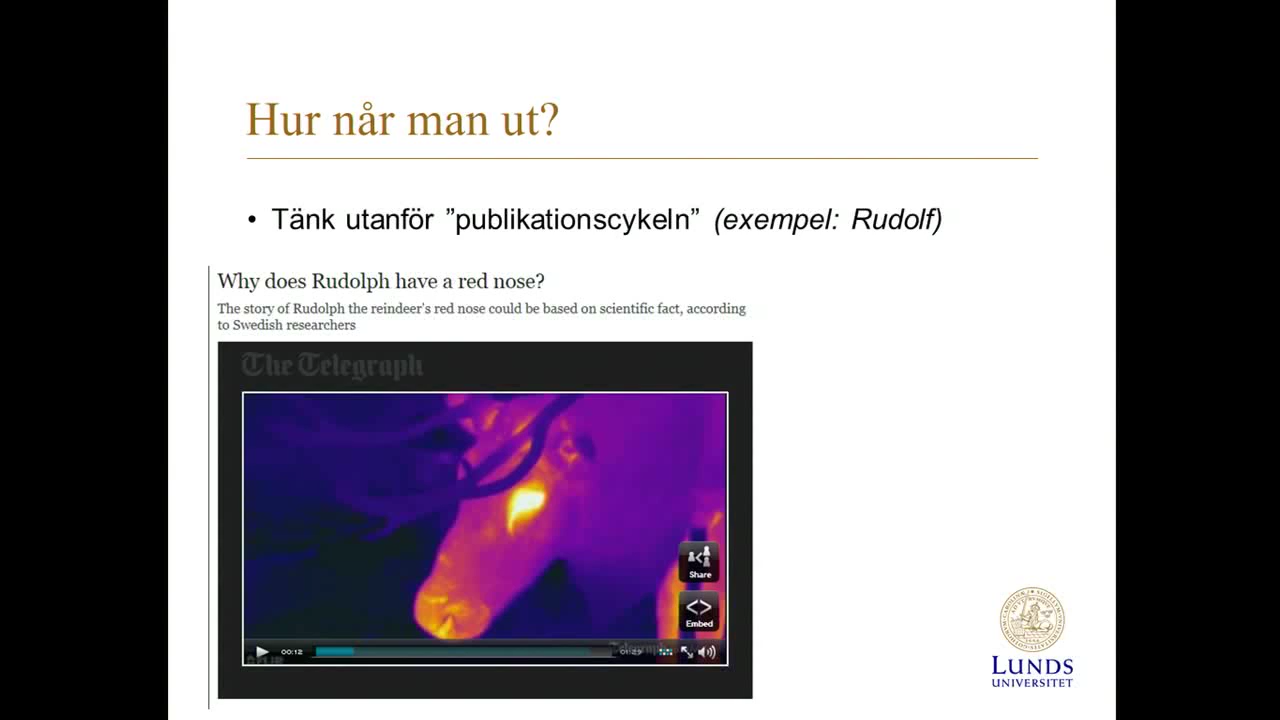 Hur når man ut?
• Tänk utanför ”publikationscykeln” (exempel: Rudolf)
Why does Rudolph have a red nose?
The story of Rudolph the reindeer's red nose could be based on scientific fact, according
to Swedish researchers
The Telegraph
Share
Embed
00:12
01:29
LUNDS
UNIVERSITET